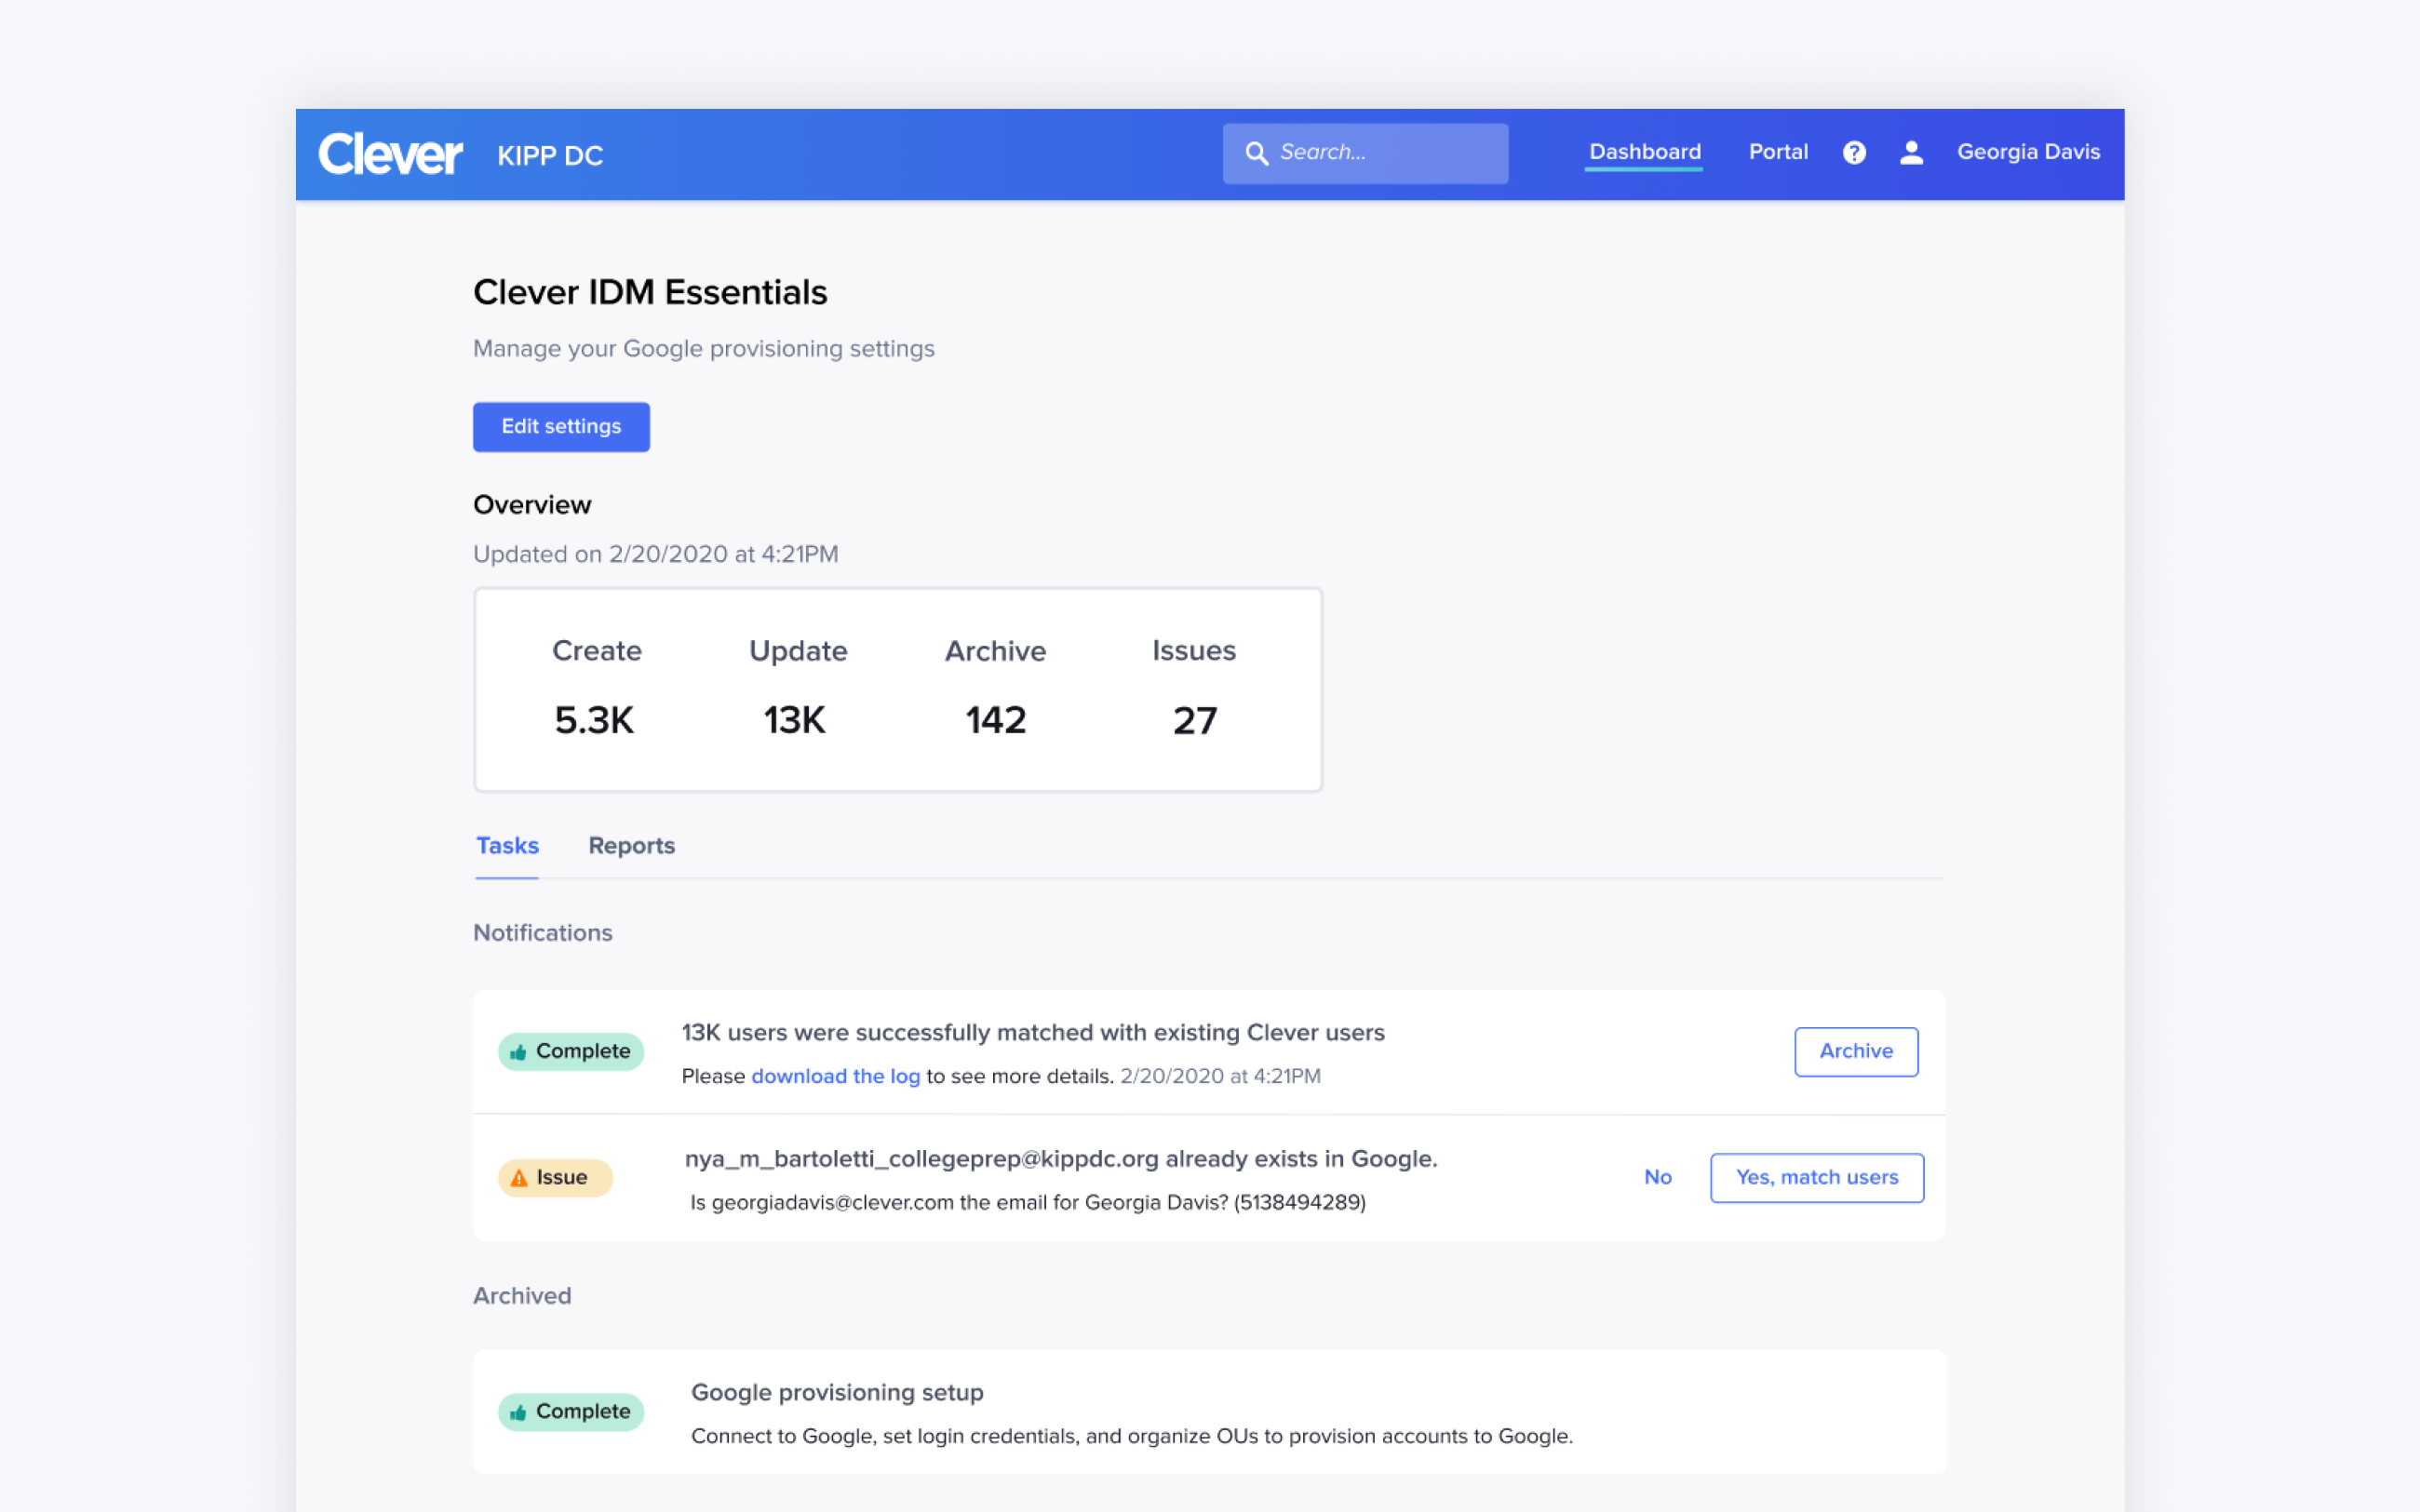 Clever KIPP DC Search... Dashboard Portal ? Georgia Davis
Clever IDM Essentials
Manage your Google provisioning settings
Edit settings
Overview
Updated on 2/20/2020 at 4:21PM
Create Update Archive Issues
5.3K 13K 142 27
Tasks Reports
Notifications
Complete
13K users were successfully matched with existing Clever users
Please download the log to see more details. 2/20/2020 at 4:21PM
Archive
Issue
nya_m_bartoletti_collegeprep@kippdc.org already exists in Google.
Is georgiadavis@clever.com the email for Georgia Davis? (5138494289)
No Yes, match users
Archived
Complete
Google provisioning setup
Connect to Google, set login credentials, and organize OUs to provision accounts to Google.